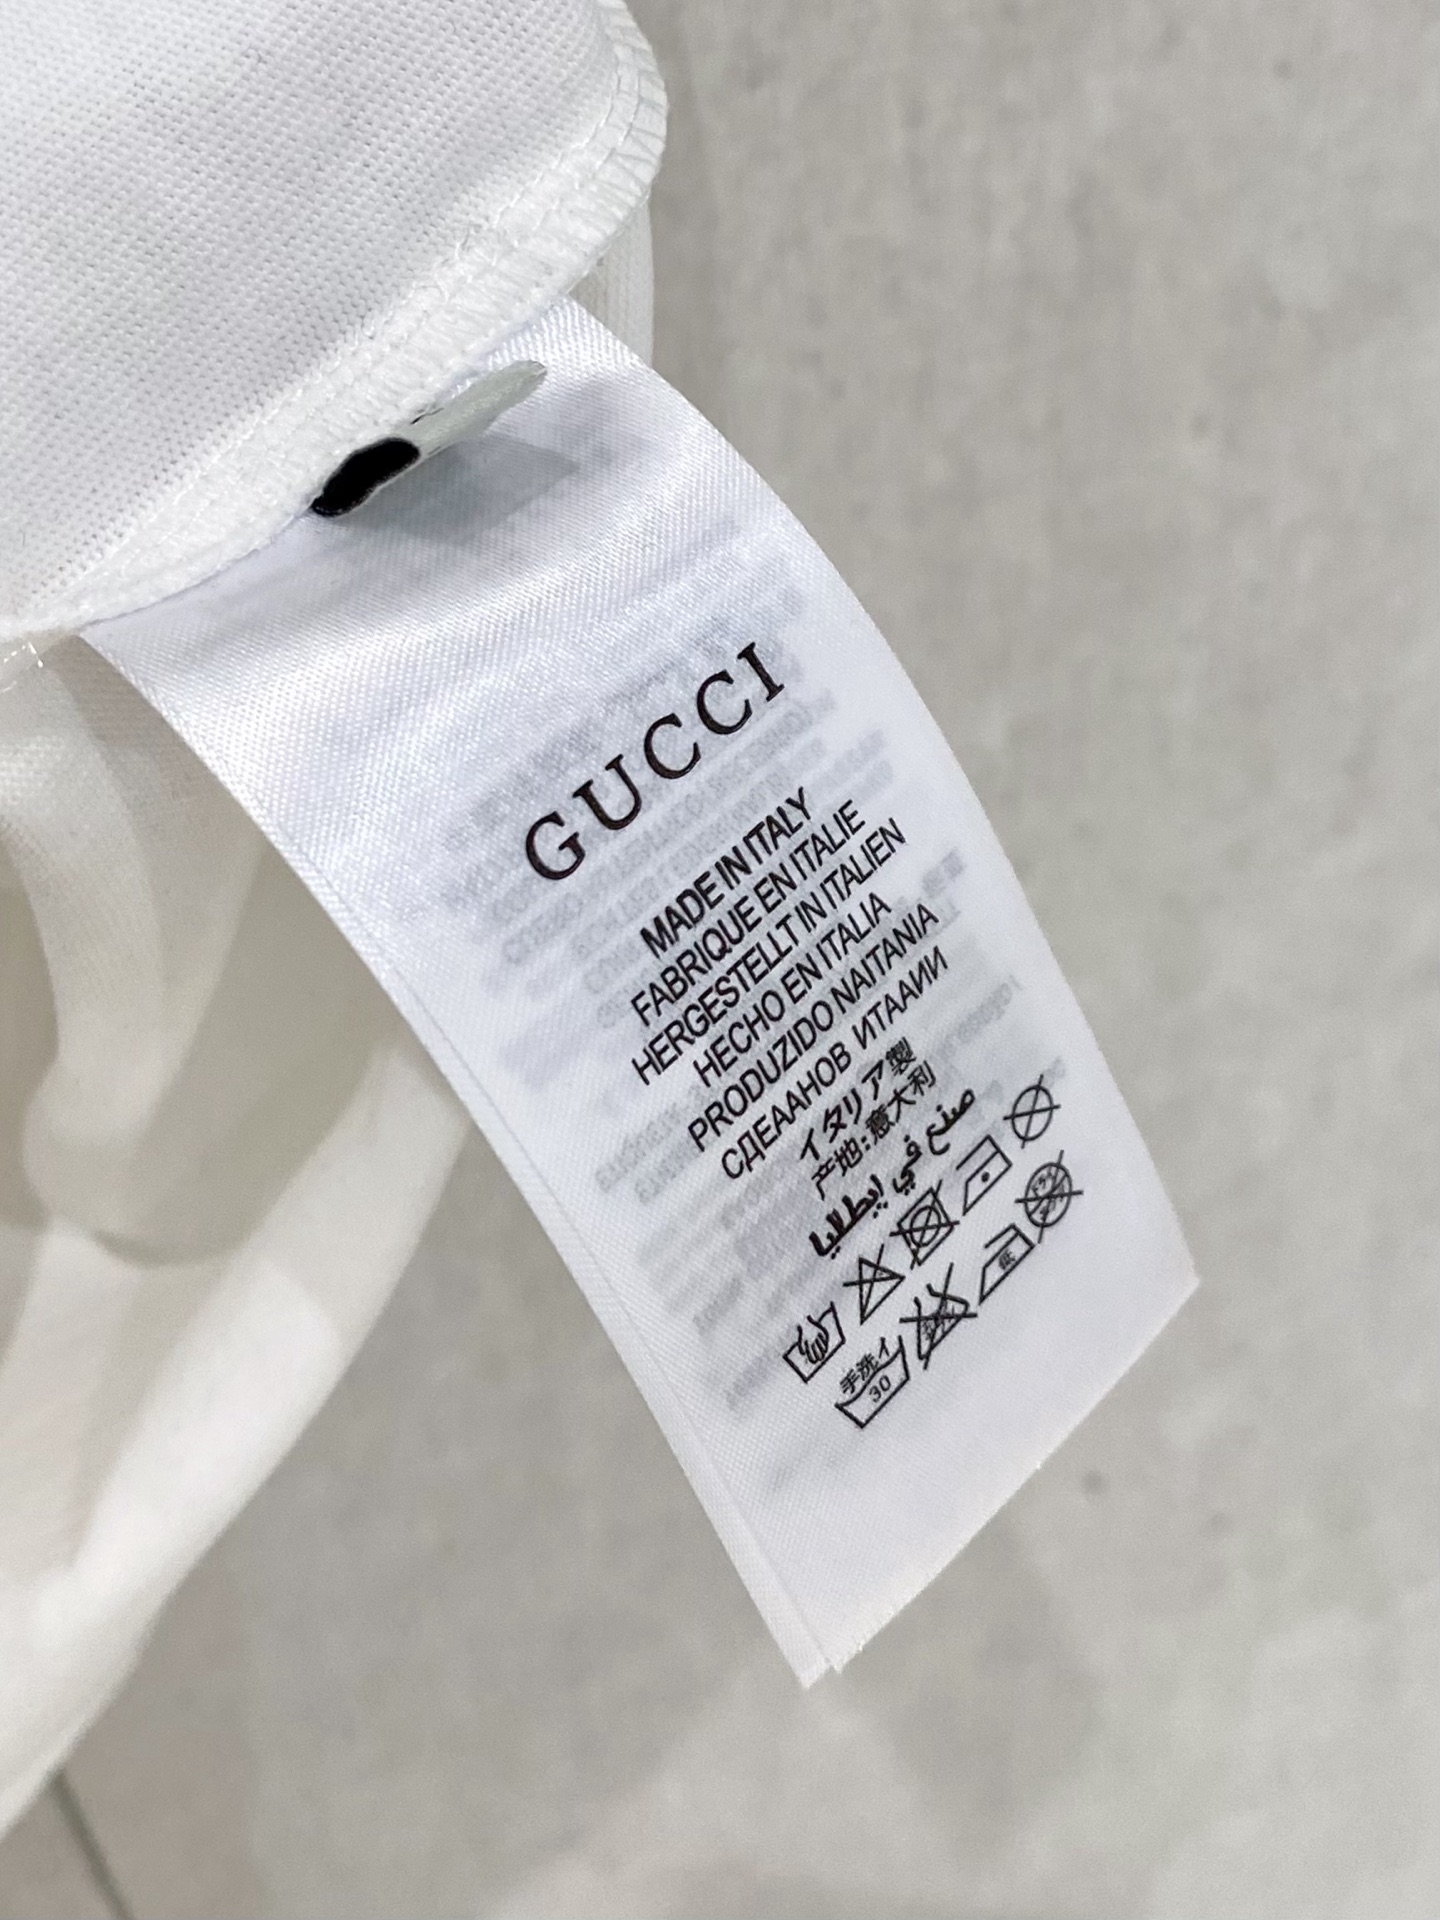 GUCCI
MADE IN ITALY
FABRIQUE EN ITALIE
HERGESTELLT IN ITALIEN
HECHO EN ITALIA
PRODUZIDO NAITANIA
СДЕААНОВ ИТААИИ
イタリア製
产地:意大利
صنع في إيطاليا
手洗イ
30
低